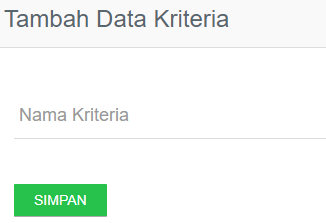 Tambah Data Kriteria
Nama Kriteria
SIMPAN